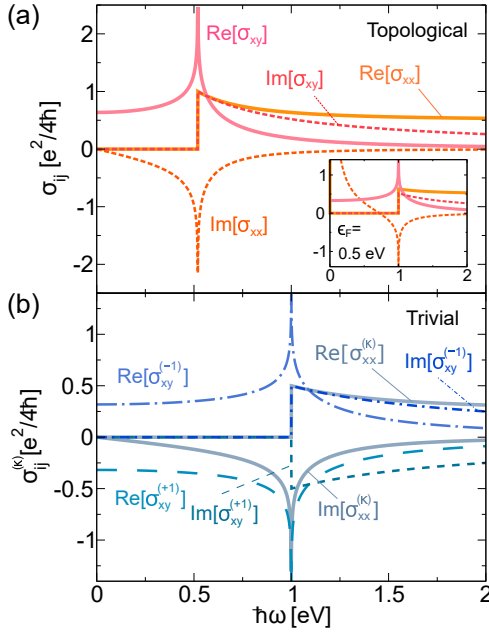 (a)
Re[σxy]
Topological
Im[σxy]
Re[σxx]
σij [e²/4ħ]
2
1
0
-1
-2
Im[σxx]
1
0
ϵF=
0.5 eV
0 1 2
(b)
Trivial
Re[σxx^(κ)]
Im[σxy^(-1)]
Re[σxy^(-1)]
σij^(κ)[e²/4ħ]
1
0.5
0
-0.5
-1
Re[σxy^(+1)]
Im[σxy^(+1)]
Im[σxx^(κ)]
0 0.5 1 1.5 2
ħω [eV]